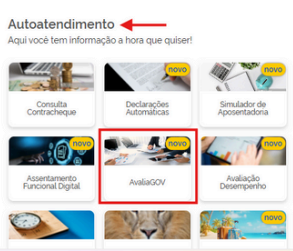 Autoatendimento
Aqui você tem informação a hora que quiser!
novo
novo
Consulta
Contracheque
Declarações
Automáticas
Simulador de
Aposentadoria
novo
novo
Assentamento
Funcional Digital
AvaliaGOV
Avaliação
Desempenho
novo